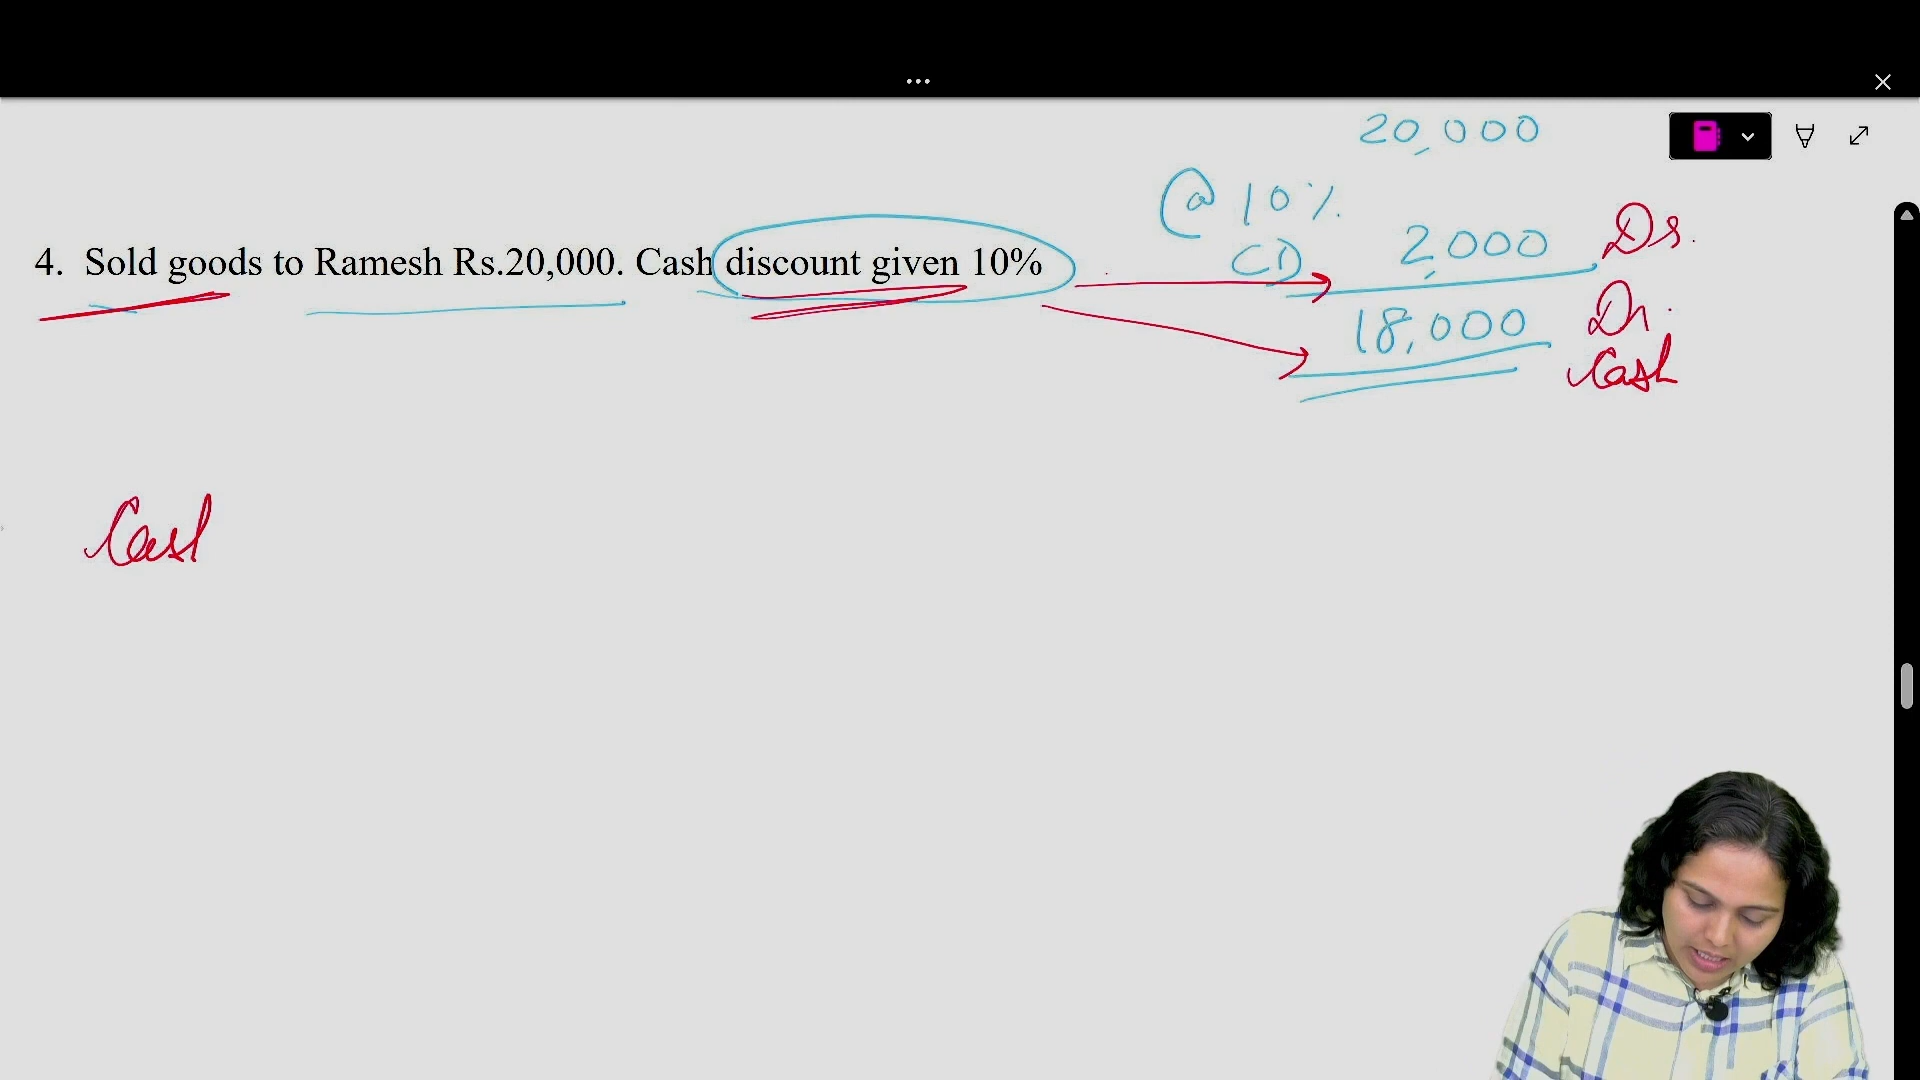 20,000
@ 10%
4. Sold goods to Ramesh Rs.20,000. Cash discount given 10%
CD 2,000 Dr.
18,000 Dr.
Cash
Cash